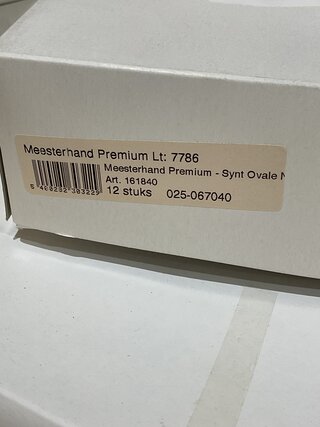 Meesterhand Premium Lt: 7786
Meesterhand Premium - Synt Ovale
Art. 161840
12 stuks 025-067040